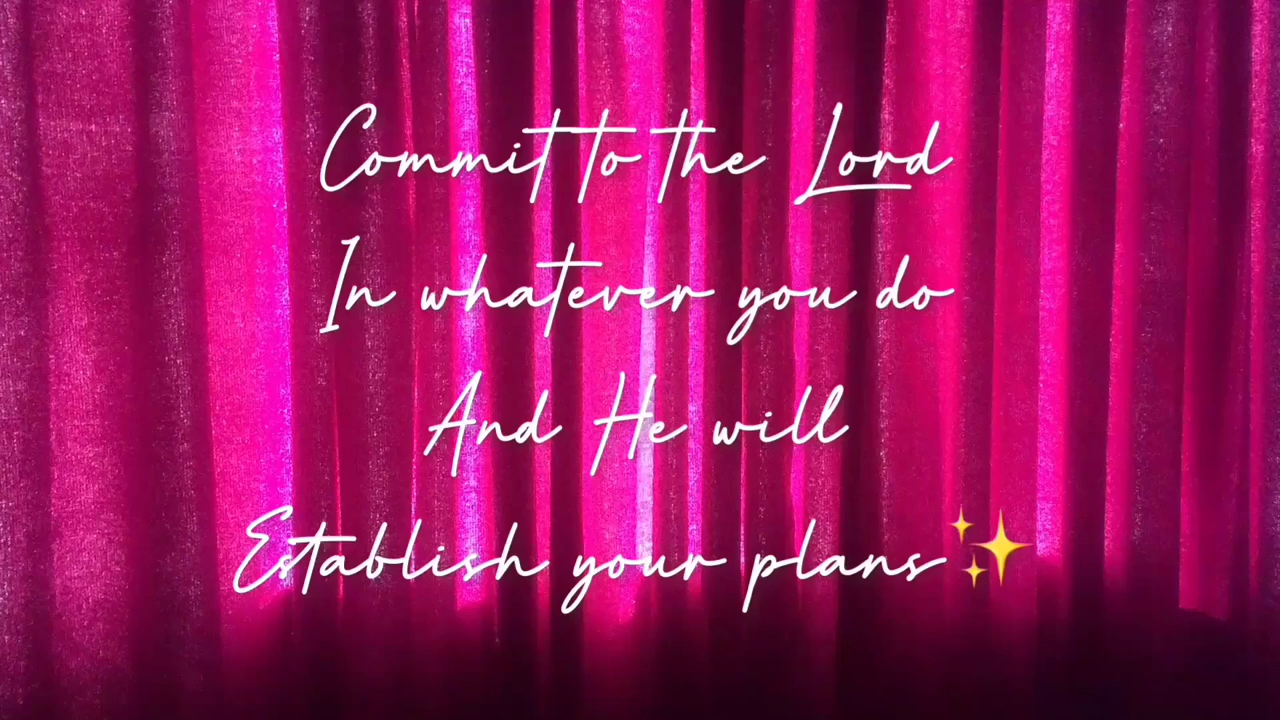 Commit to the Lord
In whatever you do
And He will
Establish your plans✨